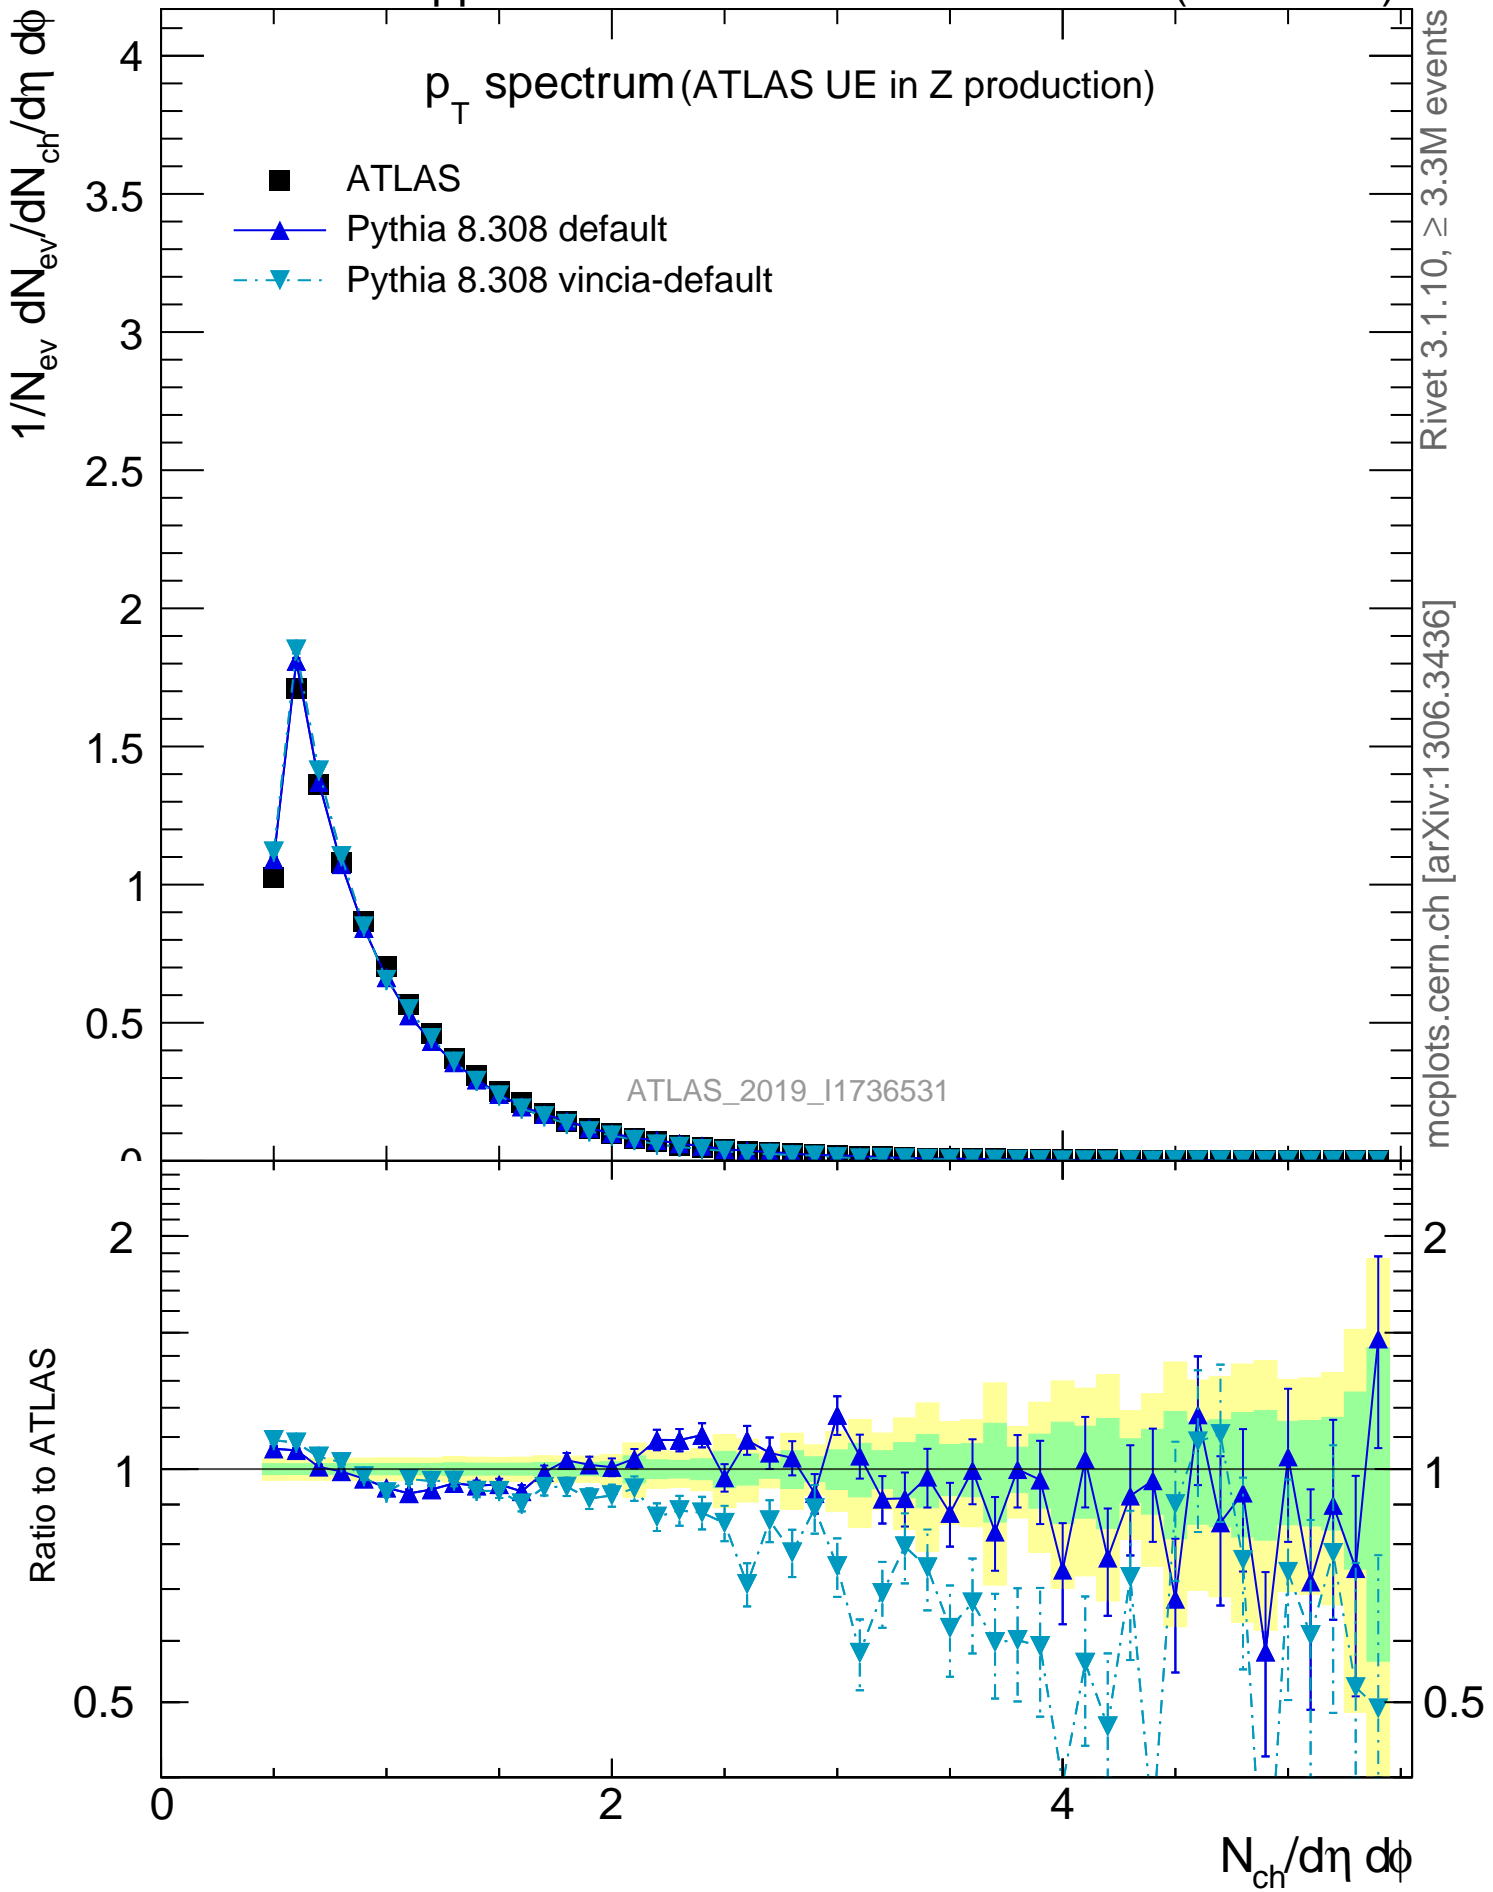 1/N_ev dN_ev/dN_ch/dη dϕ
p_T spectrum (ATLAS UE in Z production)
ATLAS
Pythia 8.308 default
Pythia 8.308 vincia-default
4
3.5
3
2.5
2
1.5
1
0.5
0
ATLAS_2019_I1736531
Rivet 3.1.10, ≥ 3.3M events
mcplots.cern.ch [arXiv:1306.3436]
Ratio to ATLAS
2
1
0.5
2
1
0.5
0
2
4
N_ch/dη dϕ